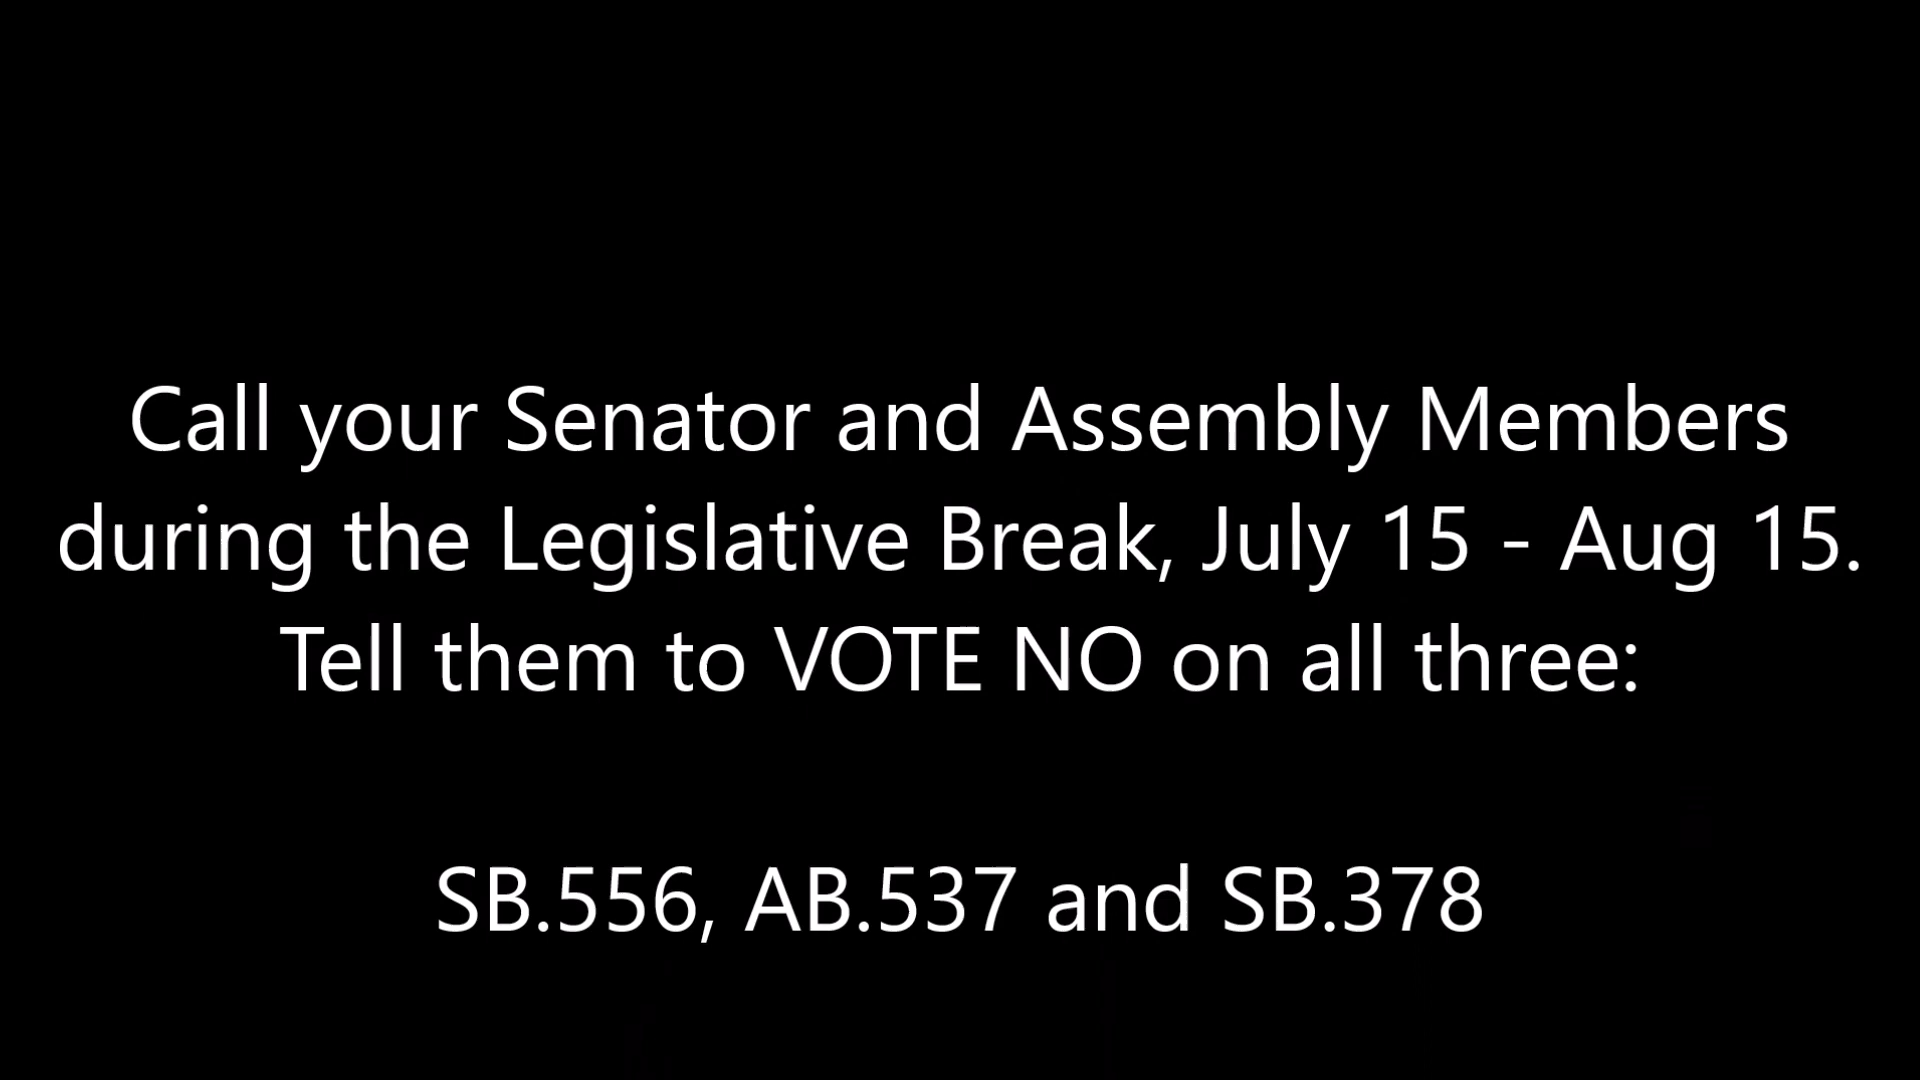 Call your Senator and Assembly Members
during the Legislative Break, July 15 - Aug 15.
Tell them to VOTE NO on all three:
SB.556, AB.537 and SB.378